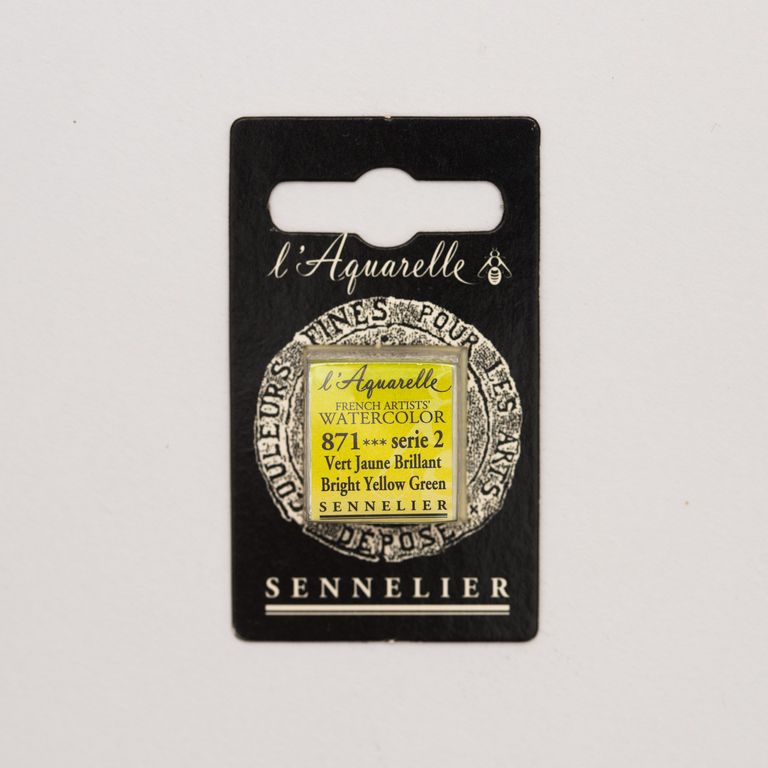 l'Aquarelle
COULEURS FINES POUR LES ARTS
DÉPOSÉ
l'Aquarelle
FRENCH ARTISTS'
WATERCOLOR
871*** serie 2
Vert Jaune Brillant
Bright Yellow Green
SENNELIER
SENNELIER